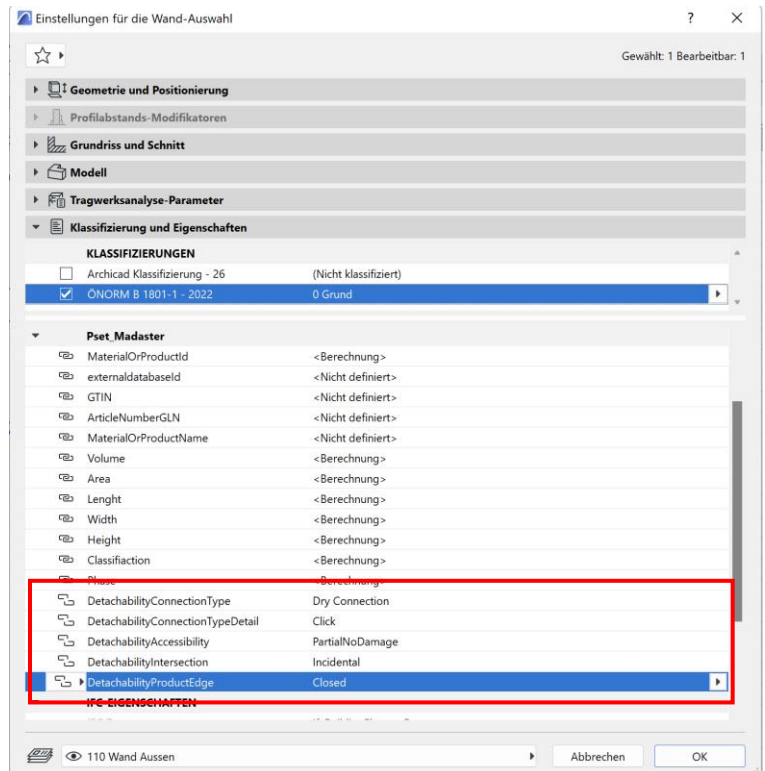 Einstellungen für die Wand-Auswahl
Gewählt: 1 Bearbeitbar: 1
Geometrie und Positionierung
Profilabstands-Modifikatoren
Grundriss und Schnitt
Modell
Tragwerksanalyse-Parameter
Klassifizierung und Eigenschaften
KLASSIFIZIERUNGEN
Archicad Klassifizierung - 26 (Nicht klassifiziert)
ÖNORM B 1801-1 - 2022 0 Grund
Pset_Madaster
MaterialOrProductId <Berechnung>
externaldatabaseId <Nicht definiert>
GTIN <Nicht definiert>
ArticleNumberGLN <Nicht definiert>
MaterialOrProductName <Nicht definiert>
Volume <Berechnung>
Area <Berechnung>
Lenght <Berechnung>
Width <Berechnung>
Height <Berechnung>
Classifiaction <Berechnung>
Phase <Berechnung>
DetachabilityConnectionType Dry Connection
DetachabilityConnectionTypeDetail Click
DetachabilityAccessibility PartialNoDamage
DetachabilityIntersection Incidental
DetachabilityProductEdge Closed
IFC-EIGENSCHAFTEN
110 Wand Aussen
Abbrechen OK